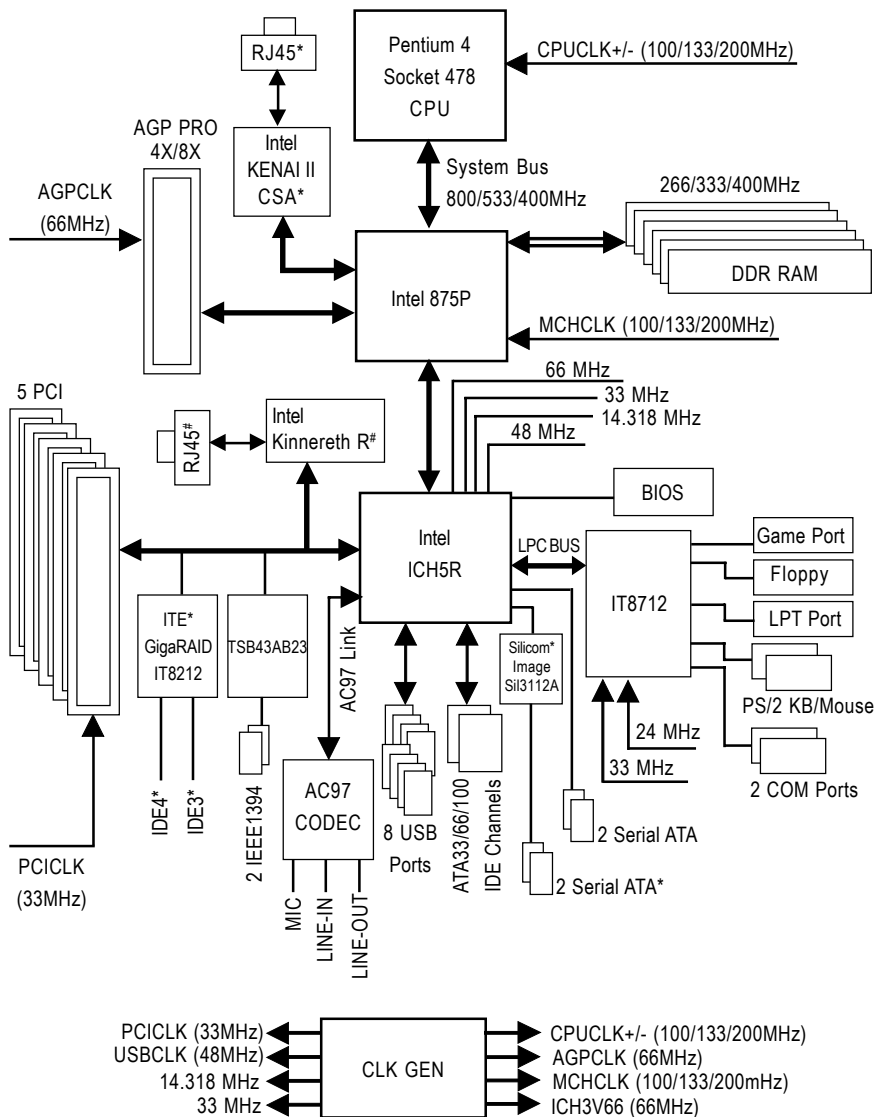 RJ45*
Pentium 4
Socket 478
CPU
CPUCLK+/- (100/133/200MHz)
AGP PRO
4X/8X
Intel
KENAI II
CSA*
System Bus
800/533/400MHz
266/333/400MHz
AGPCLK
(66MHz)
DDR RAM
Intel 875P
MCHCLK (100/133/200MHz)
66 MHz
33 MHz
14.318 MHz
48 MHz
5 PCI
RJ45#
Intel
Kinnereth R#
BIOS
Intel
ICH5R
LPC BUS
IT8712
Game Port
Floppy
LPT Port
PS/2 KB/Mouse
2 COM Ports
24 MHz
33 MHz
ITE*
GigaRAID
IT8212
TSB43AB23
AC97 Link
Silicom*
Image
SiI3112A
IDE4*
IDE3*
2 IEEE1394
AC97
CODEC
MIC
LINE-IN
LINE-OUT
8 USB
Ports
ATA33/66/100
IDE Channels
2 Serial ATA
2 Serial ATA*
PCICLK
(33MHz)
PCICLK (33MHz)
USBCLK (48MHz)
14.318 MHz
33 MHz
CLK GEN
CPUCLK+/- (100/133/200MHz)
AGPCLK (66MHz)
MCHCLK (100/133/200mHz)
ICH3V66 (66MHz)